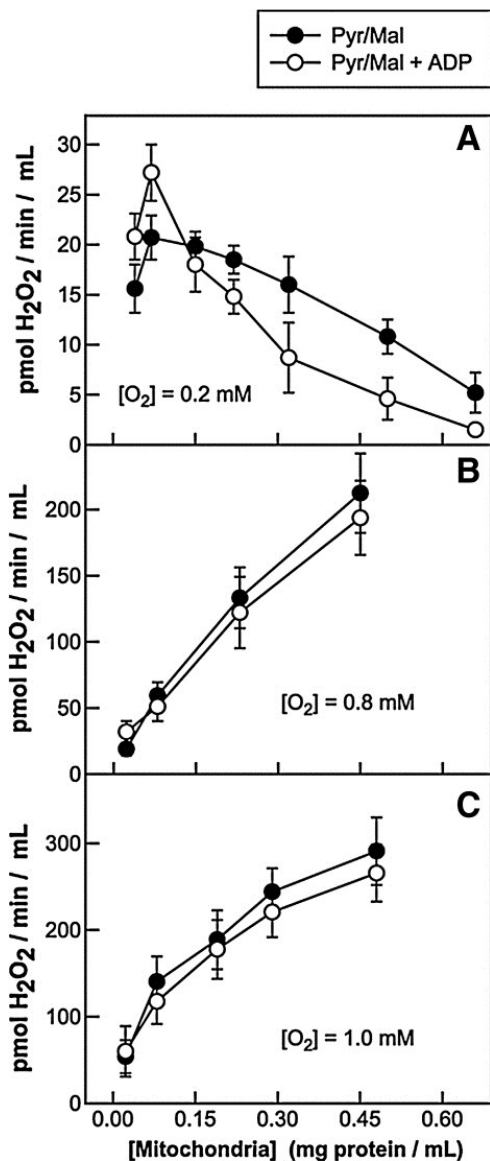 Pyr/Mal
Pyr/Mal + ADP
A
pmol H₂O₂ / min / mL
30
25
20
15
10
5
0
[O₂] = 0.2 mM
B
pmol H₂O₂ / min / mL
200
150
100
50
0
[O₂] = 0.8 mM
C
pmol H₂O₂ / min / mL
300
200
100
0
[O₂] = 1.0 mM
0.00 0.15 0.30 0.45 0.60
[Mitochondria] (mg protein / mL)